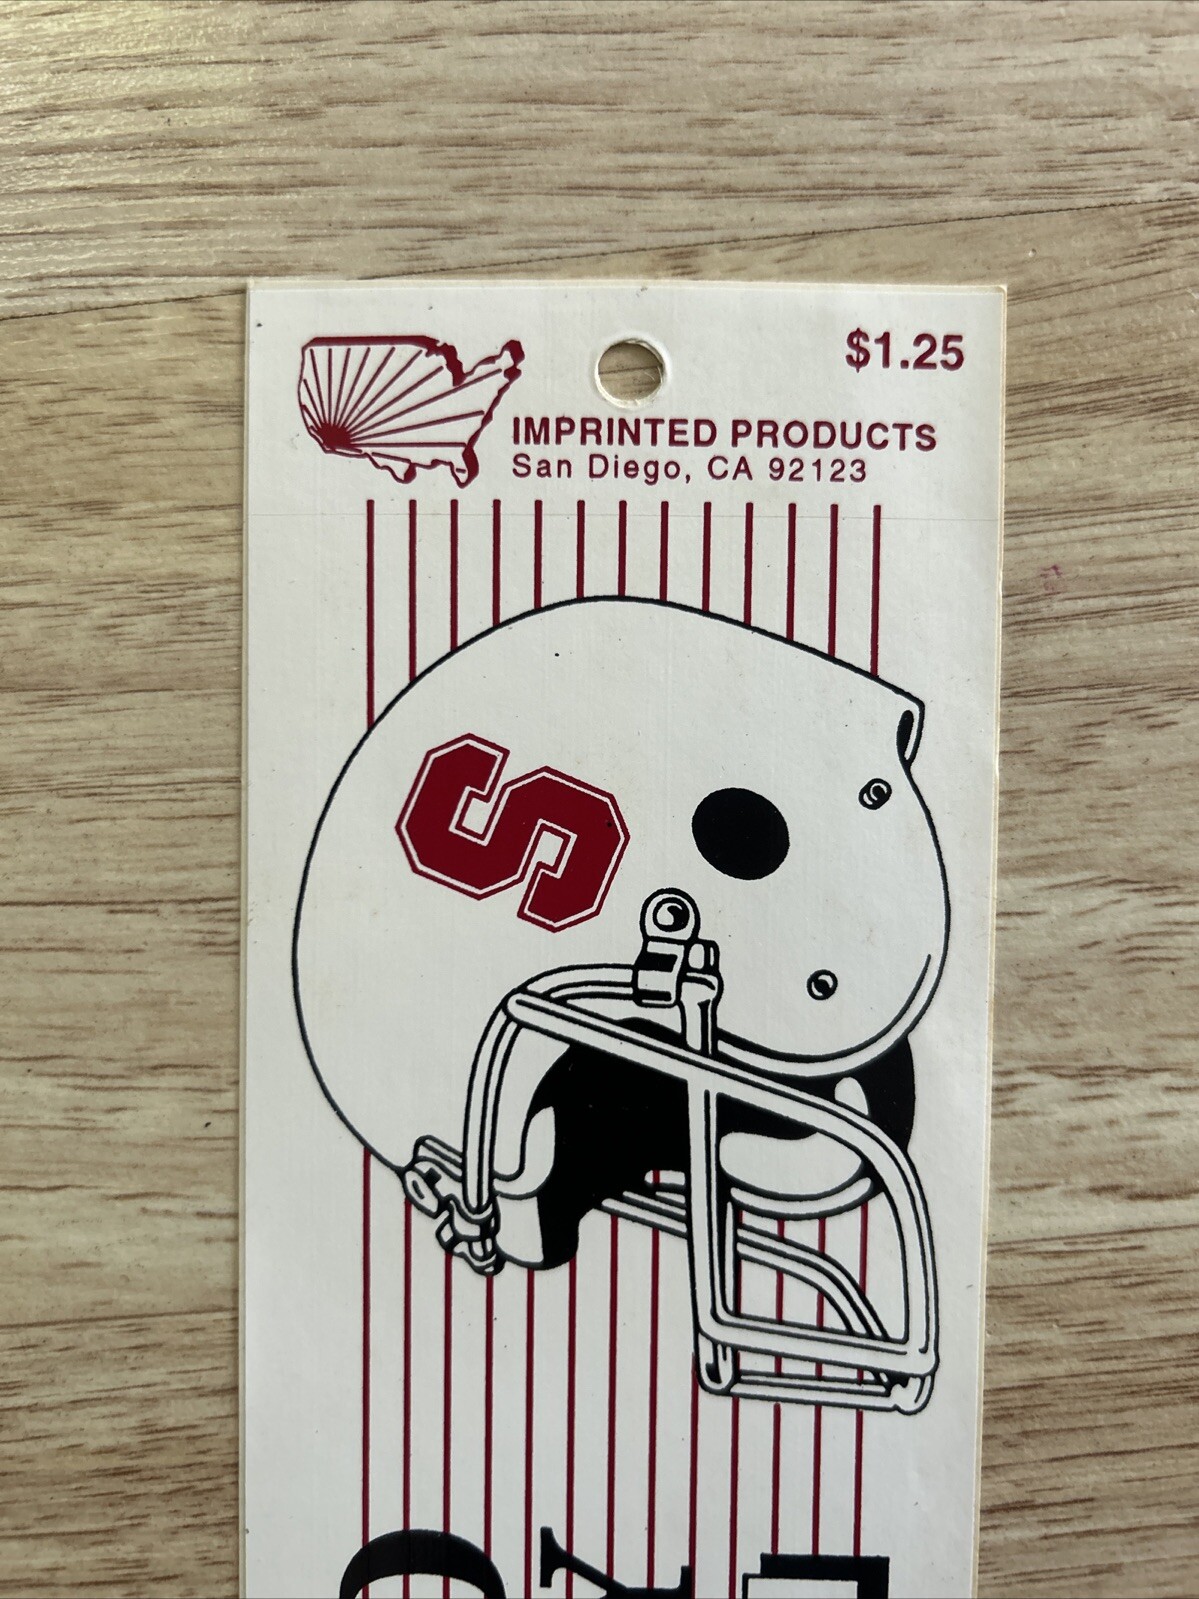 $1.25
IMPRINTED PRODUCTS
San Diego, CA 92123
S